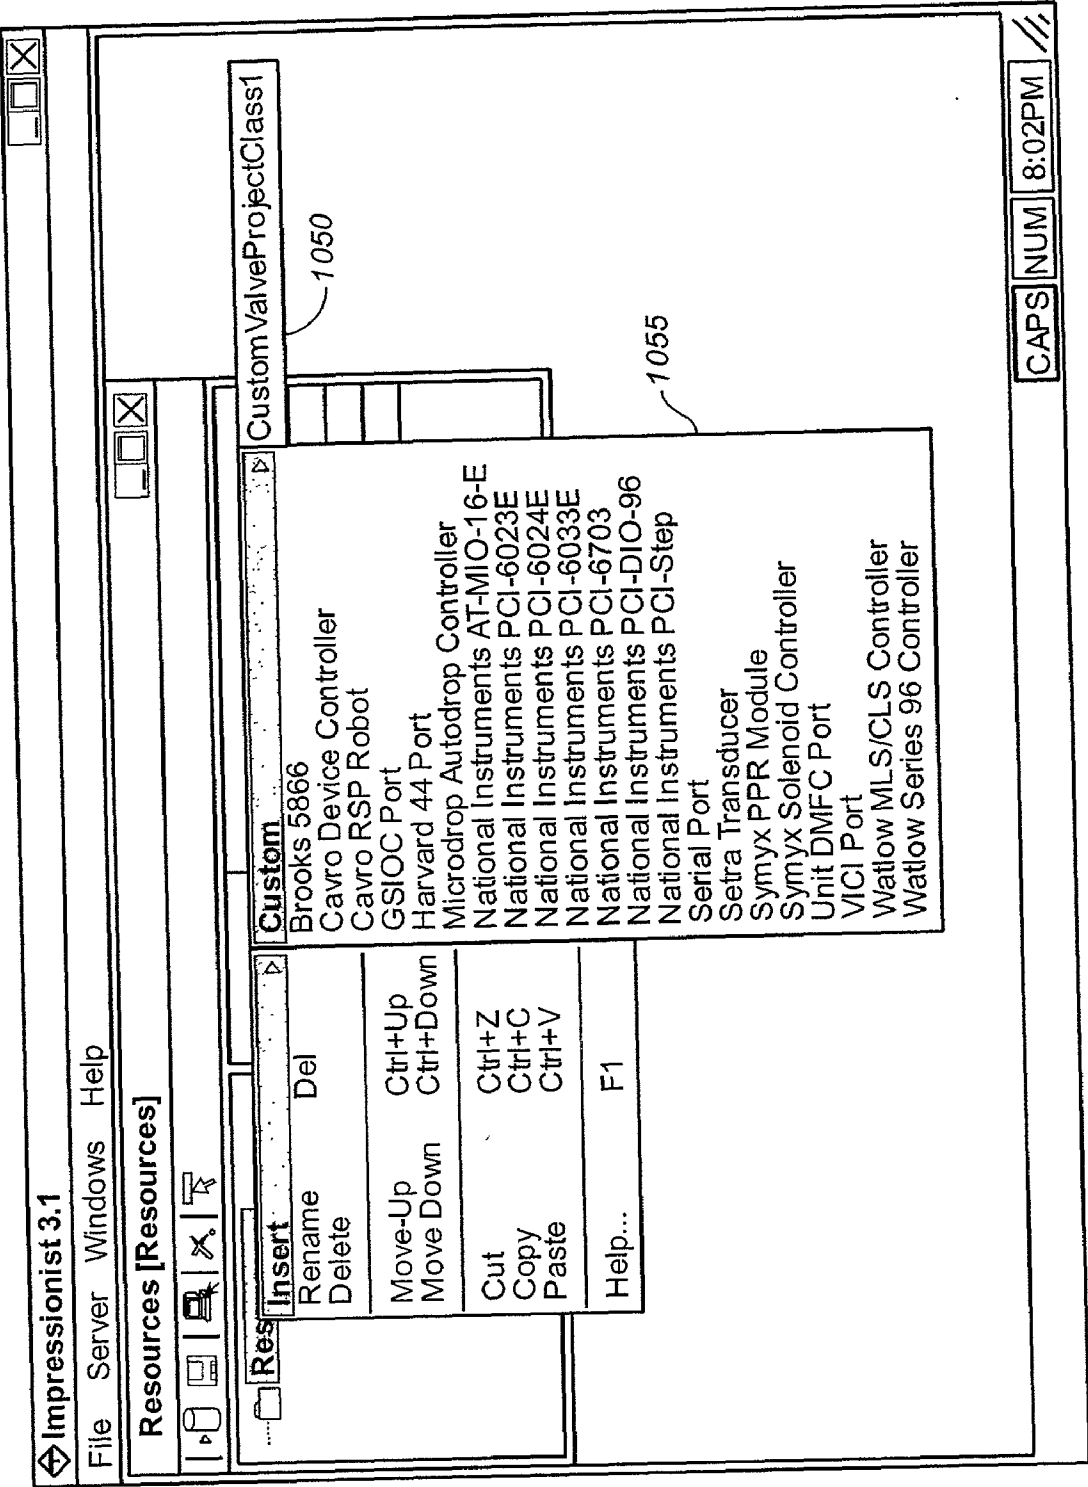 Impressionist 3.1
File Server Windows Help
Resources [Resources]
Res
Insert
Rename
Delete Del
Move-Up Ctrl+Up
Move Down Ctrl+Down
Cut Ctrl+Z
Copy Ctrl+C
Paste Ctrl+V
Help... F1
Custom
Brooks 5866
Cavro Device Controller
Cavro RSP Robot
GSIOC Port
Harvard 44 Port
Microdrop Autodrop Controller
National Instruments AT-MIO-16-E
National Instruments PCI-6023E
National Instruments PCI-6024E
National Instruments PCI-6033E
National Instruments PCI-6703
National Instruments PCI-DIO-96
National Instruments PCI-Step
Serial Port
Setra Transducer
Symyx PPR Module
Symyx Solenoid Controller
Unit DMFC Port
VICI Port
Watlow MLS/CLS Controller
Watlow Series 96 Controller
CustomValveProjectClass1
1050
1055
CAPS NUM 8:02PM